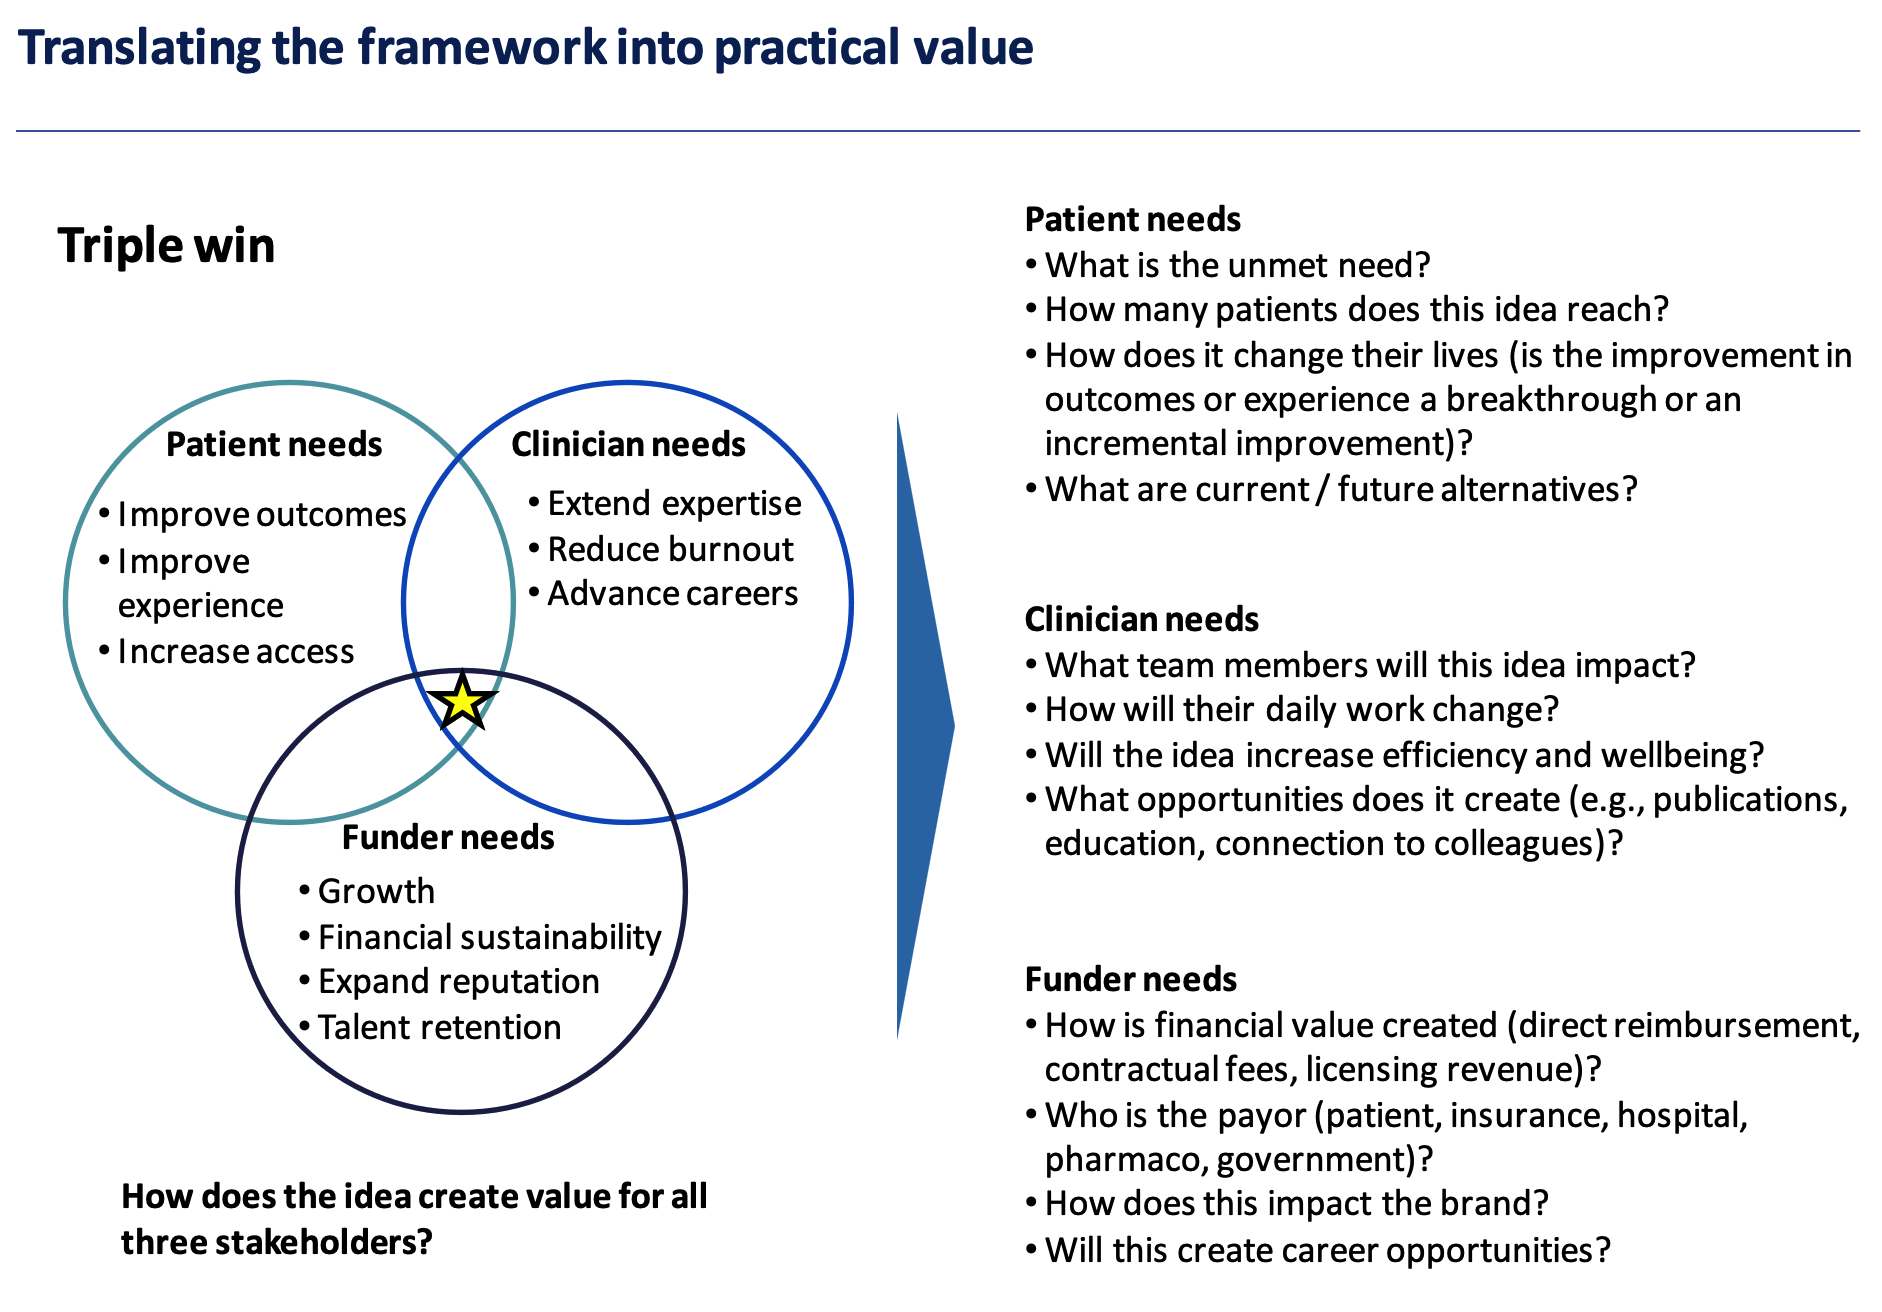 Translating the framework into practical value
Triple win
Patient needs
• Improve outcomes
• Improve
experience
• Increase access
Clinician needs
• Extend expertise
• Reduce burnout
• Advance careers
Funder needs
• Growth
• Financial sustainability
• Expand reputation
• Talent retention
How does the idea create value for all
three stakeholders?
Patient needs
• What is the unmet need?
• How many patients does this idea reach?
• How does it change their lives (is the improvement in
outcomes or experience a breakthrough or an
incremental improvement)?
• What are current / future alternatives?
Clinician needs
• What team members will this idea impact?
• How will their daily work change?
• Will the idea increase efficiency and wellbeing?
• What opportunities does it create (e.g., publications,
education, connection to colleagues)?
Funder needs
• How is financial value created (direct reimbursement,
contractual fees, licensing revenue)?
• Who is the payor (patient, insurance, hospital,
pharmaco, government)?
• How does this impact the brand?
• Will this create career opportunities?